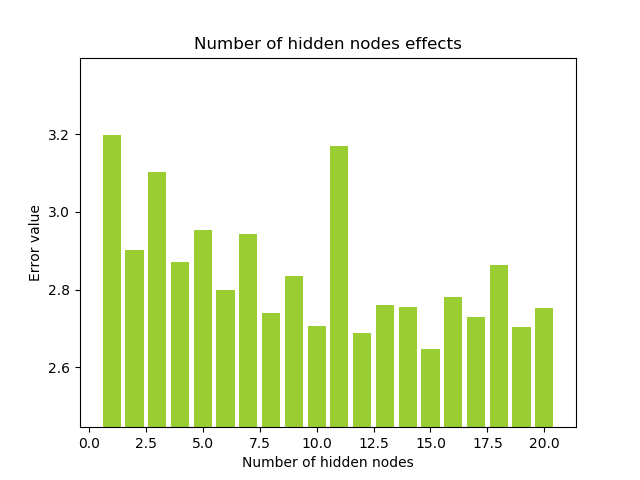 Number of hidden nodes effects
Error value
3.2
3.0
2.8
2.6
0.0 2.5 5.0 7.5 10.0 12.5 15.0 17.5 20.0
Number of hidden nodes